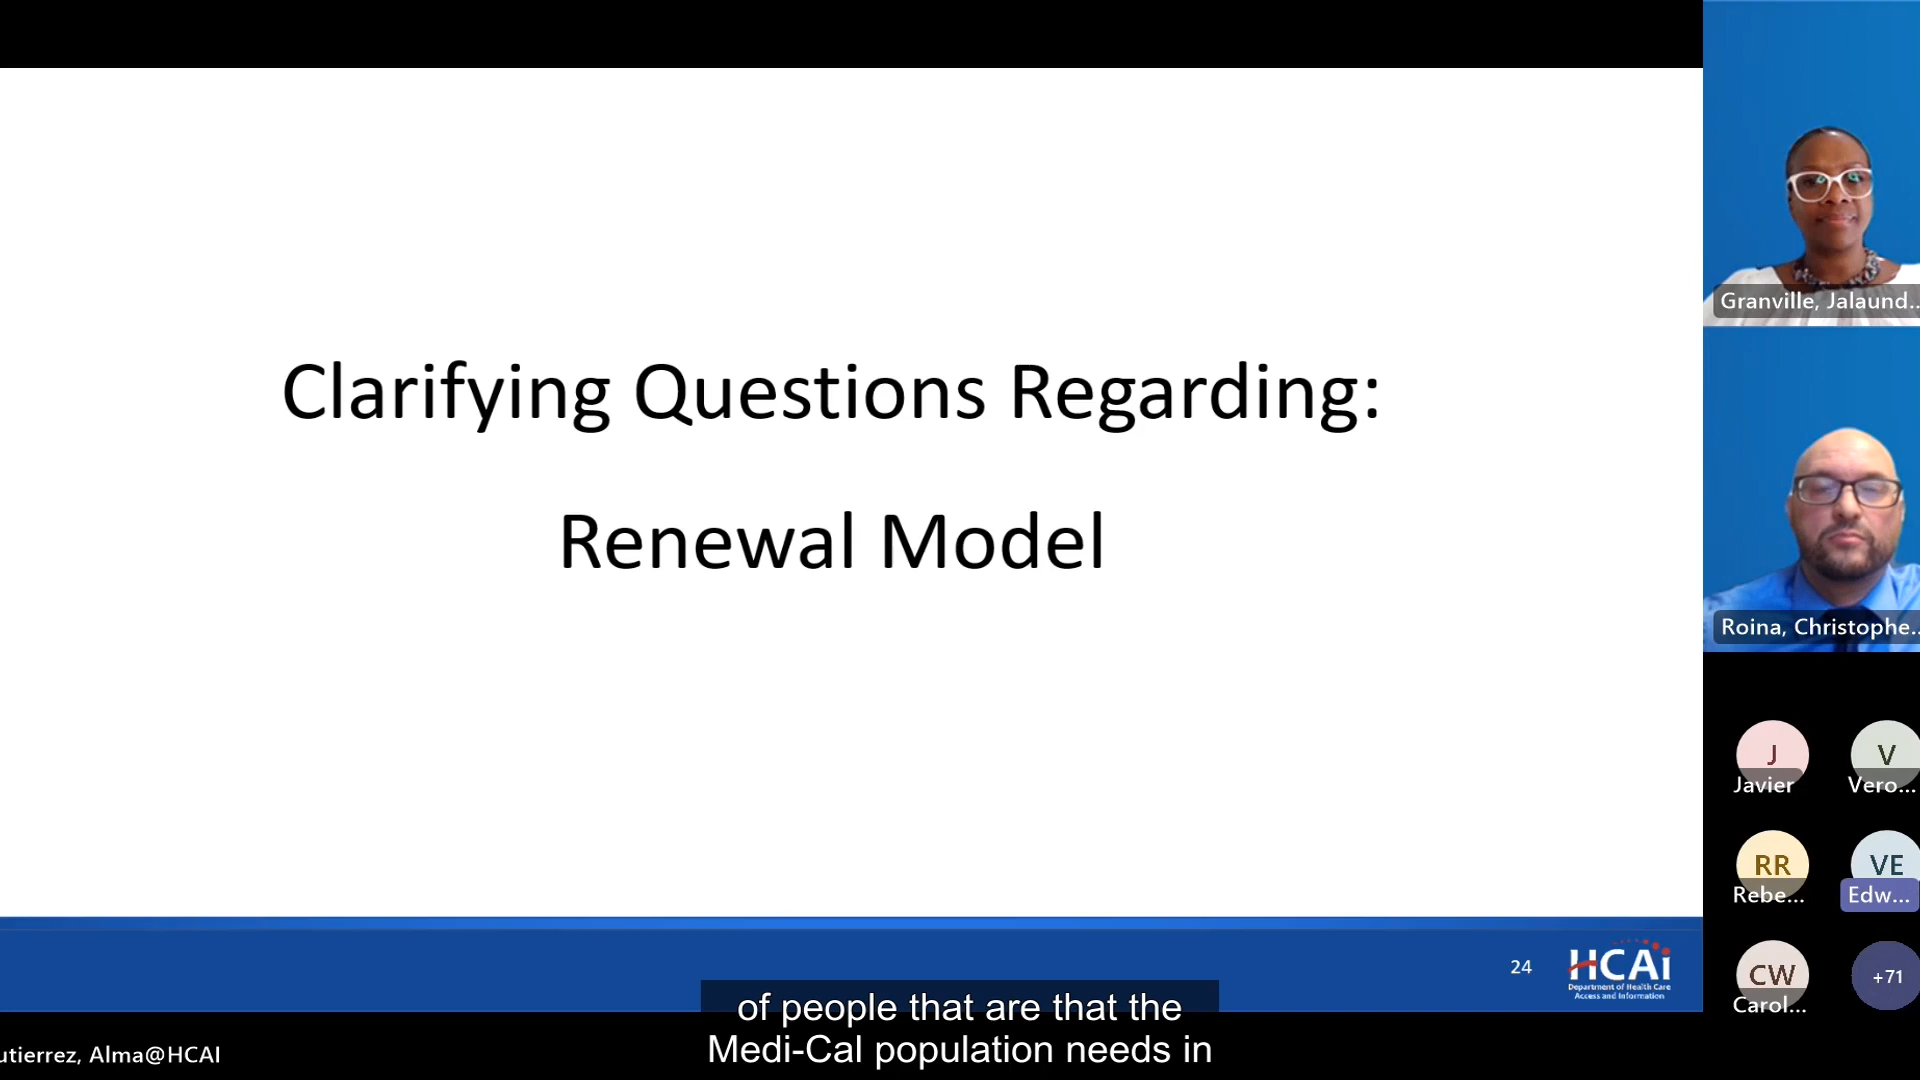 Clarifying Questions Regarding:
Renewal Model
24
HCAi
Department of Health Care
Access and Information
of people that are that the
Medi-Cal population needs in
utierrez, Alma@HCAI
Granville, Jalaund...
Roina, Christophe...
J
Javier
V
Vero...
RR
Rebe...
VE
Edw...
CW
Carol...
+71